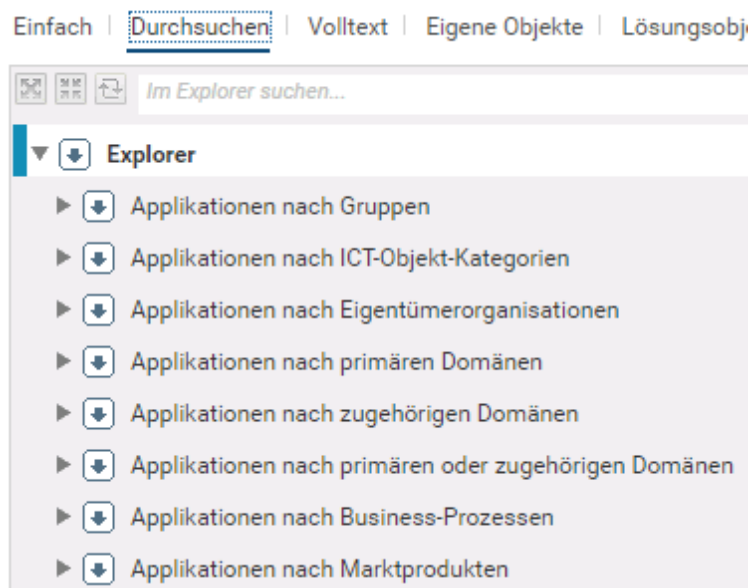 Einfach | Durchsuchen | Volltext | Eigene Objekte |
Im Explorer suchen...
Explorer
Applikationen nach Gruppen
Applikationen nach ICT-Objekt-Kategorien
Applikationen nach Eigentümerorganisationen
Applikationen nach primären Domänen
Applikationen nach zugehörigen Domänen
Applikationen nach primären oder zugehörigen Domänen
Applikationen nach Business-Prozessen
Applikationen nach Marktprodukten